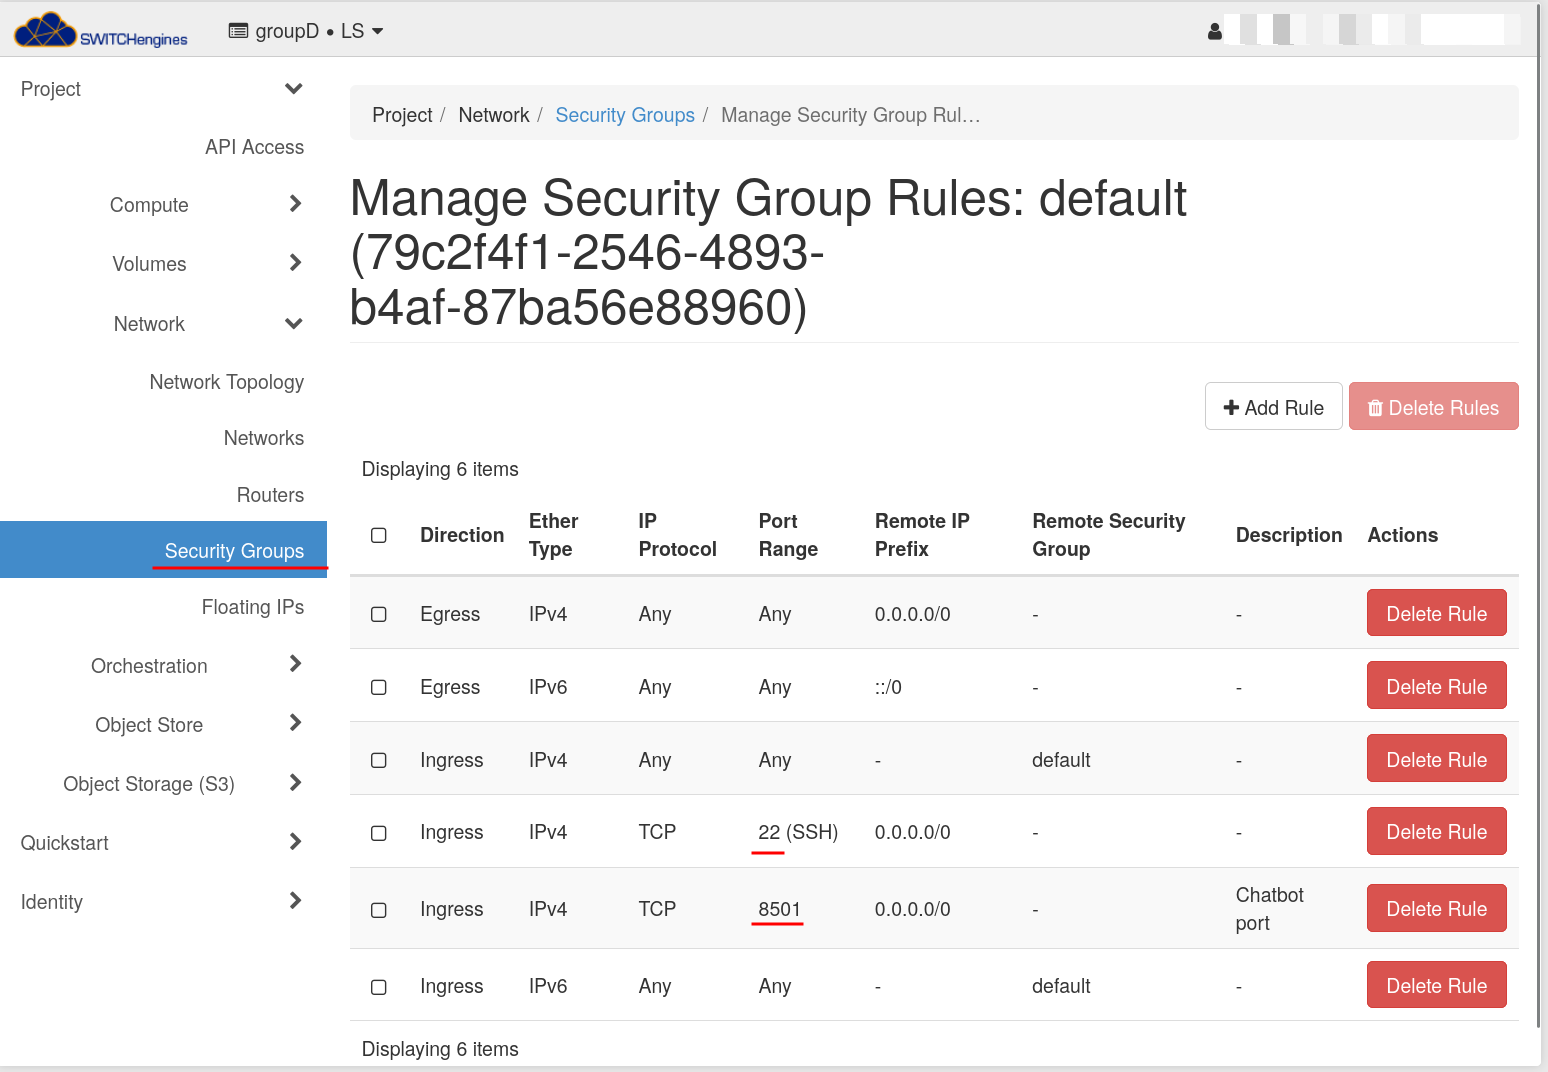 SWITCHengines
groupD • LS
Project
API Access
Compute
Volumes
Network
Network Topology
Networks
Routers
Security Groups
Floating IPs
Orchestration
Object Store
Object Storage (S3)
Quickstart
Identity
Project / Network / Security Groups / Manage Security Group Rul…
Manage Security Group Rules: default
(79c2f4f1-2546-4893-
b4af-87ba56e88960)
Add Rule Delete Rules
Displaying 6 items
Direction Ether Type IP Protocol Port Range Remote IP Prefix Remote Security Group Description Actions
Egress IPv4 Any Any 0.0.0.0/0 - - Delete Rule
Egress IPv6 Any Any ::/0 - - Delete Rule
Ingress IPv4 Any Any - default - Delete Rule
Ingress IPv4 TCP 22 (SSH) 0.0.0.0/0 - - Delete Rule
Ingress IPv4 TCP 8501 0.0.0.0/0 - Chatbot port Delete Rule
Ingress IPv6 Any Any - default - Delete Rule
Displaying 6 items